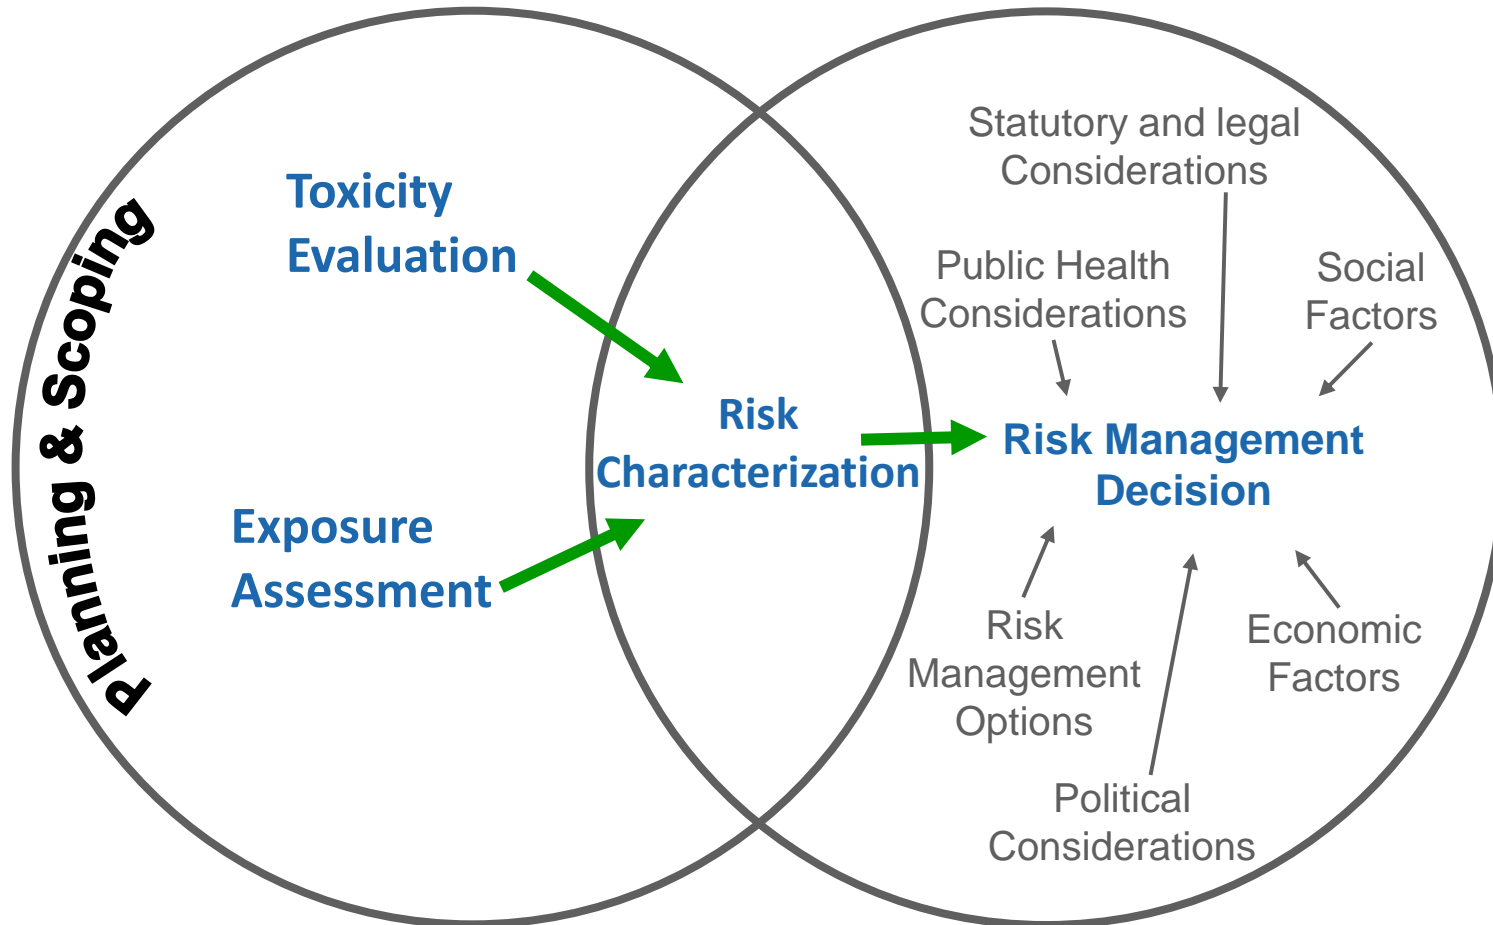 Planning & Scoping
Toxicity
Evaluation
Exposure
Assessment
Risk
Characterization
Statutory and legal
Considerations
Public Health
Considerations
Social
Factors
Risk Management
Decision
Risk
Management
Options
Economic
Factors
Political
Considerations